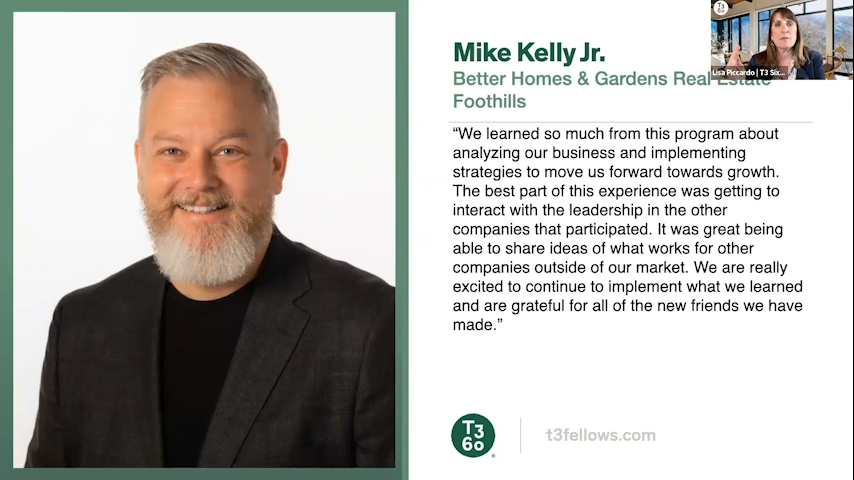 Mike Kelly Jr.
Better Homes & Gardens Real Estate
Foothills
“We learned so much from this program about
analyzing our business and implementing
strategies to move us forward towards growth.
The best part of this experience was getting to
interact with the leadership in the other
companies that participated. It was great being
able to share ideas of what works for other
companies outside of our market. We are really
excited to continue to implement what we learned
and are grateful for all of the new friends we have
made.”
T3
60
t3fellows.com
T3
60
Lisa Piccardo | T3 Six...